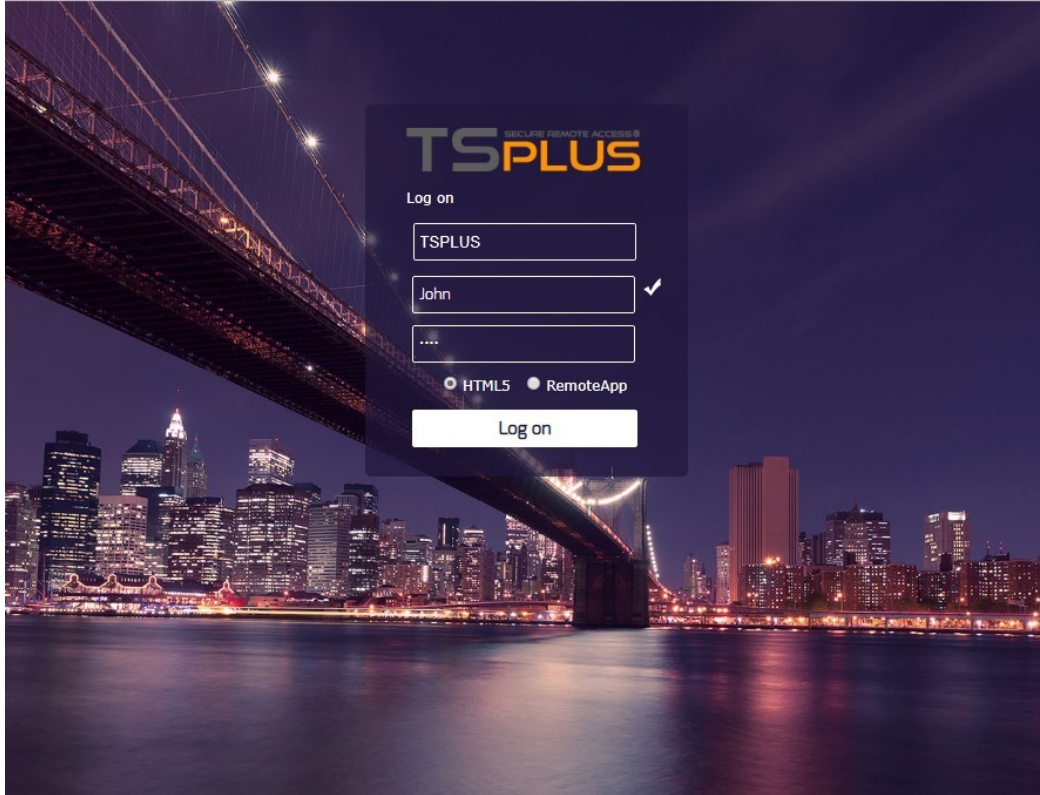 TSPLUS
SECURE REMOTE ACCESS®
Log on
TSPLUS
John
····
HTML5 RemoteApp
Log on